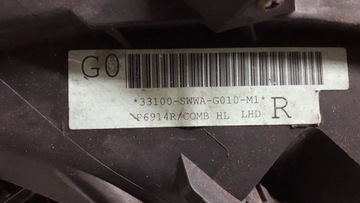 G0
*33100-SWWA-G010-M1*
P6914R/COMB HL LHD R